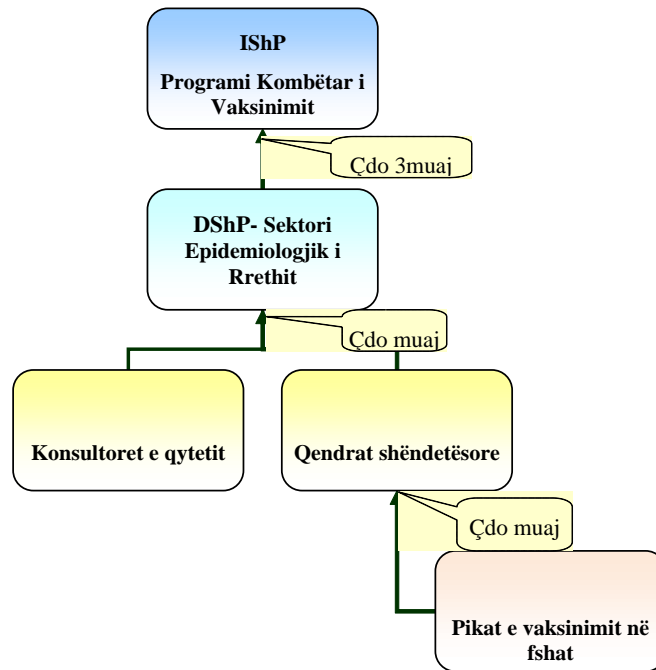 IShP
Programi Kombëtar i
Vaksinimit
Çdo 3muaj
DShP- Sektori
Epidemiologjik i
Rrethit
Çdo muaj
Konsultoret e qytetit
Qendrat shëndetësore
Çdo muaj
Pikat e vaksinimit në
fshat